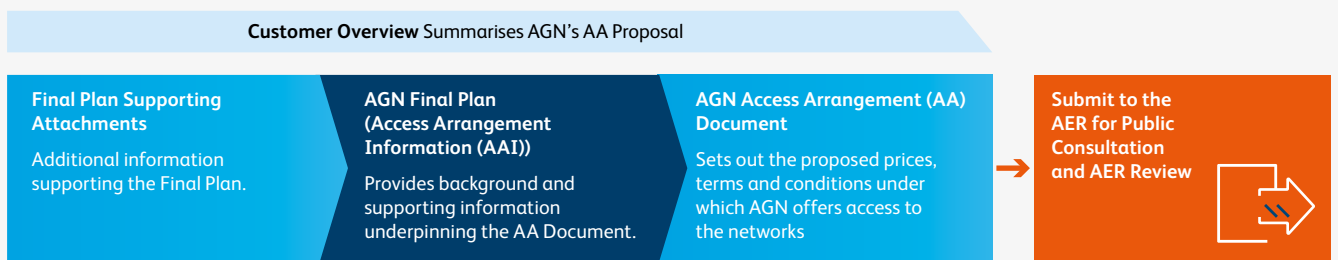 Customer Overview Summarises AGN's AA Proposal
Final Plan Supporting
Attachments
Additional information
supporting the Final Plan.
AGN Final Plan
(Access Arrangement
Information (AAI))
Provides background and
supporting information
underpinning the AA Document.
AGN Access Arrangement (AA)
Document
Sets out the proposed prices,
terms and conditions under
which AGN offers access to
the networks
Submit to the
AER for Public
Consultation
and AER Review